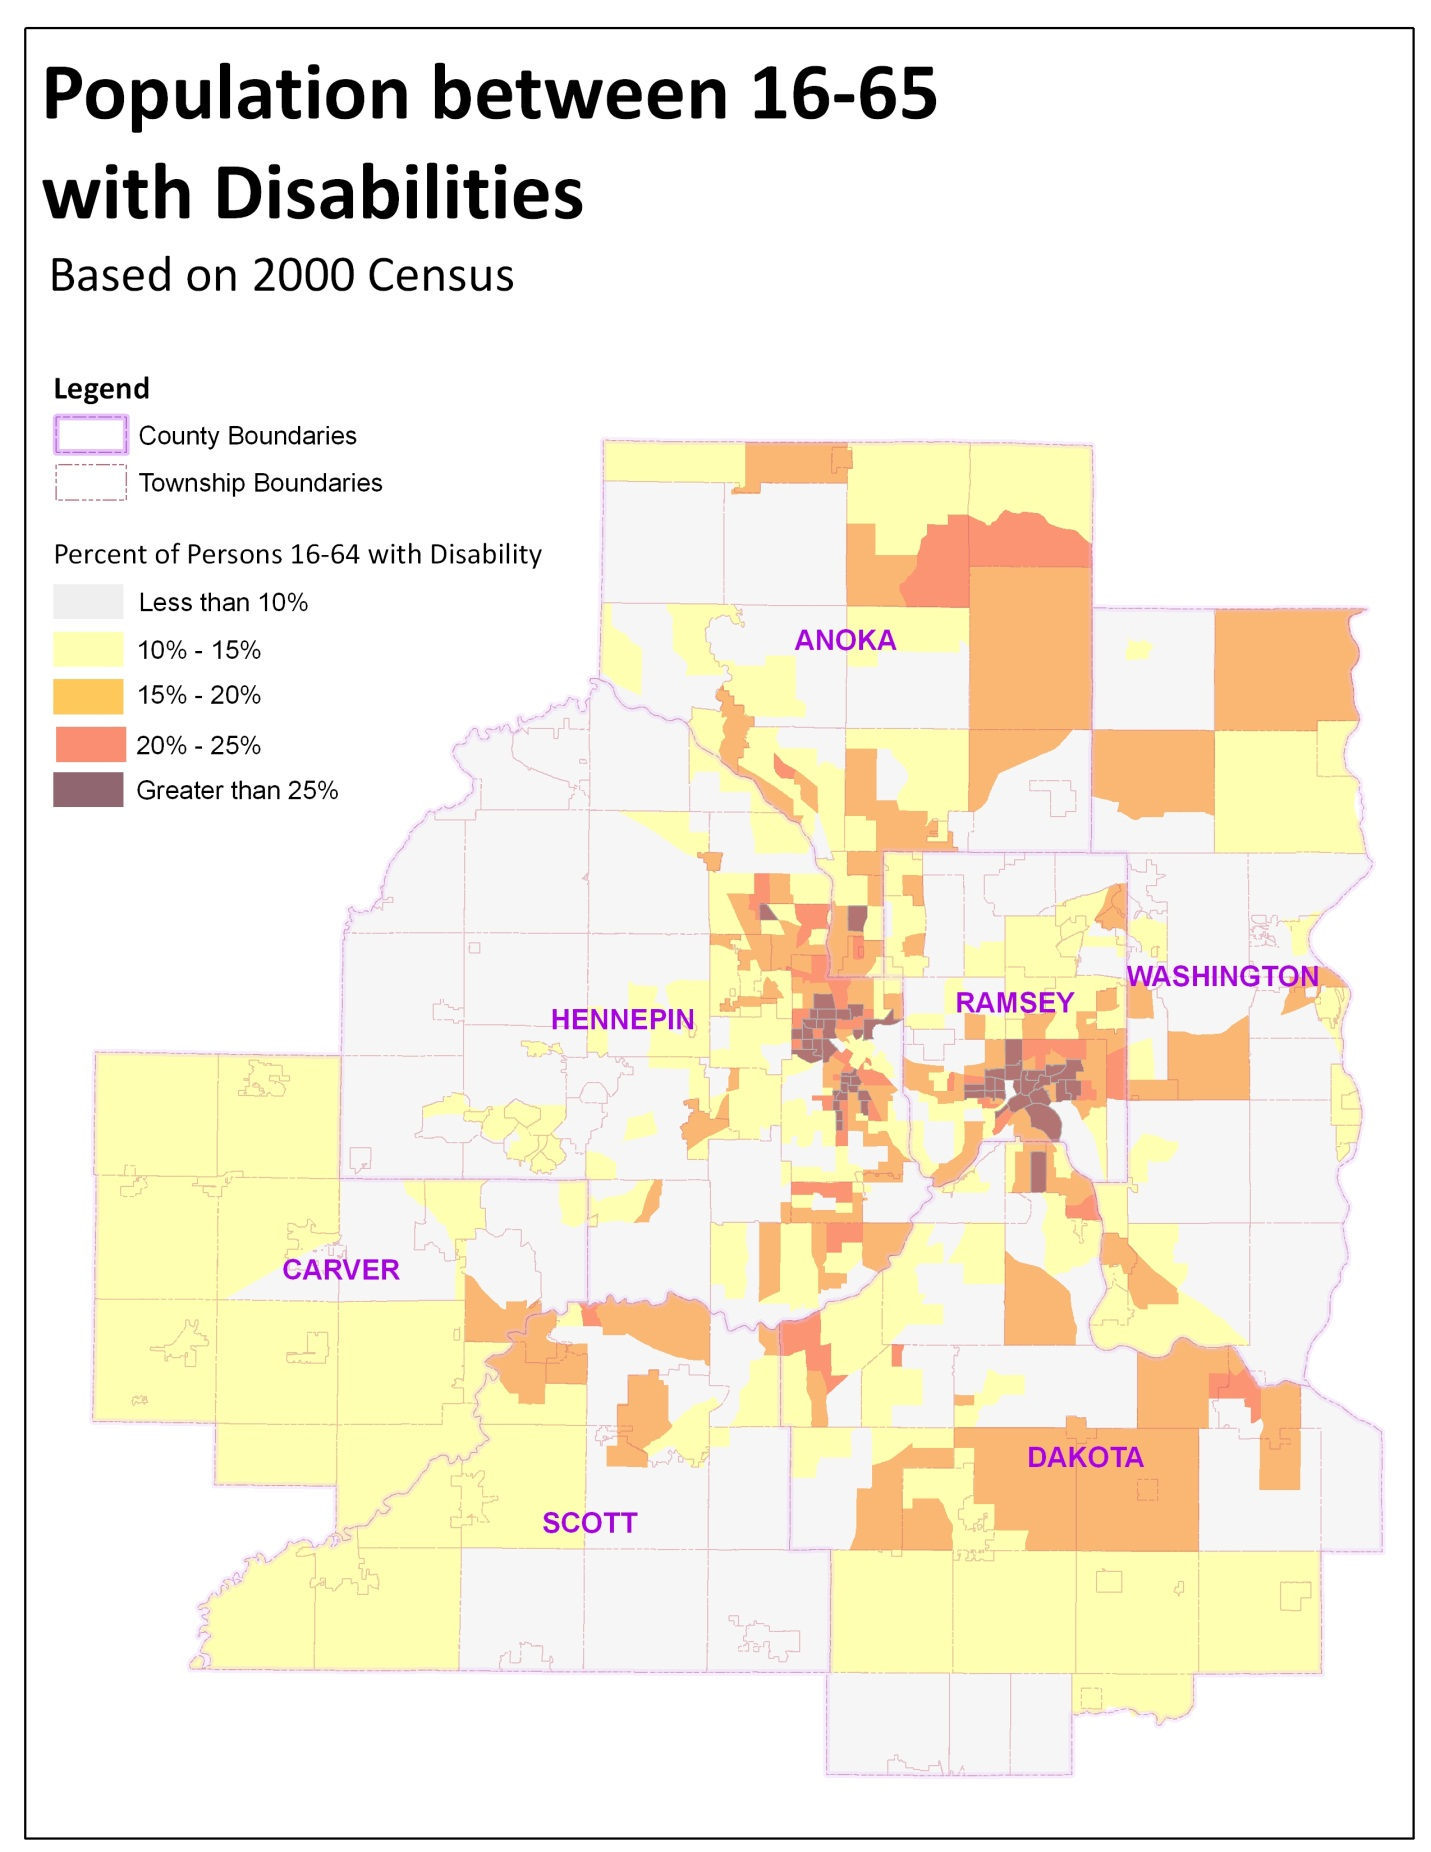 Population between 16-65
with Disabilities
Based on 2000 Census
Legend
County Boundaries
Township Boundaries
Percent of Persons 16-64 with Disability
Less than 10%
10% - 15%
15% - 20%
20% - 25%
Greater than 25%
ANOKA
WASHINGTON
RAMSEY
HENNEPIN
CARVER
DAKOTA
SCOTT